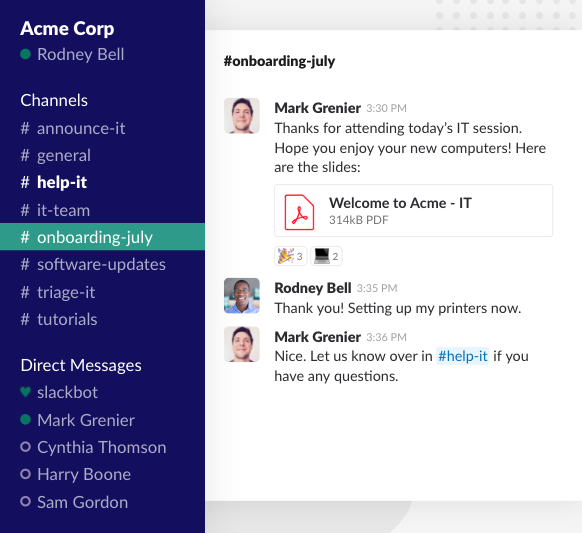 Acme Corp
Rodney Bell
Channels
# announce-it
# general
# help-it
# it-team
# onboarding-july
# software-updates
# triage-it
# tutorials
Direct Messages
slackbot
Mark Grenier
Cynthia Thomson
Harry Boone
Sam Gordon
#onboarding-july
Mark Grenier 3:30 PM
Thanks for attending today’s IT session.
Hope you enjoy your new computers! Here
are the slides:
Welcome to Acme - IT
314kB PDF
3 2
Rodney Bell 3:35 PM
Thank you! Setting up my printers now.
Mark Grenier 3:36 PM
Nice. Let us know over in #help-it if you
have any questions.